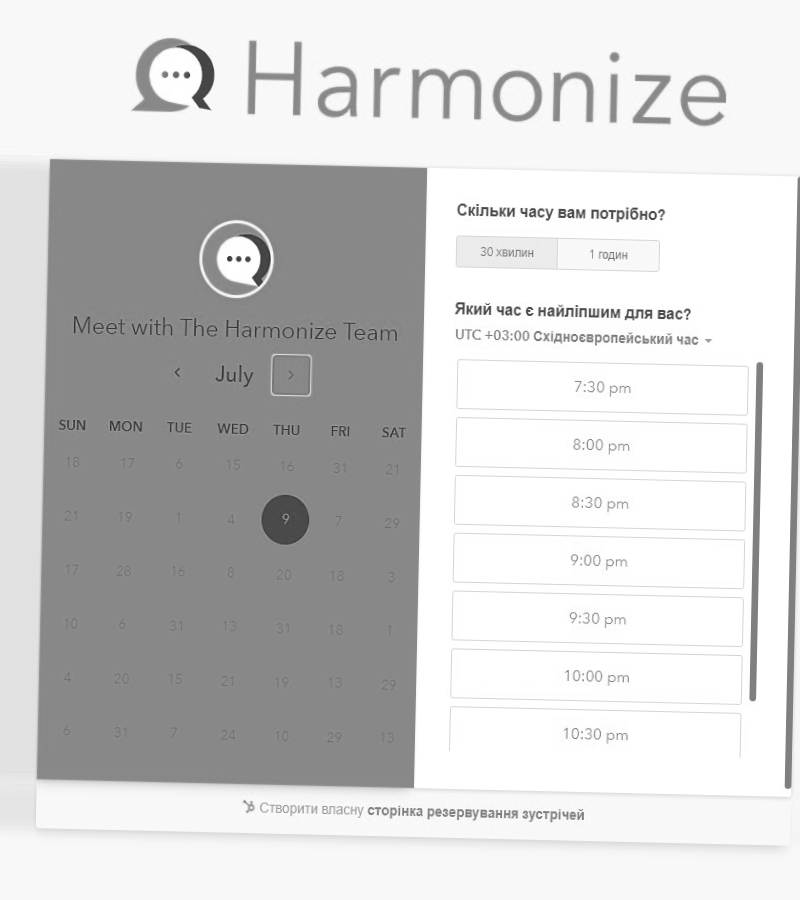 Harmonize
Meet with The Harmonize Team
July
SUN MON TUE WED THU FRI SAT
18 17 6 15 16 31 21
21 19 1 4 9 7 29
17 28 16 8 20 18 3
10 6 31 13 31 18 1
4 20 15 21 19 13 29
6 31 7 24 10 29 13
Скільки часу вам потрібно?
30 хвилин 1 годин
Який час є найліпшим для вас?
UTC +03:00 Східноєвропейський час
7:30 pm
8:00 pm
8:30 pm
9:00 pm
9:30 pm
10:00 pm
10:30 pm
Створити власну сторінка резервування зустрічей